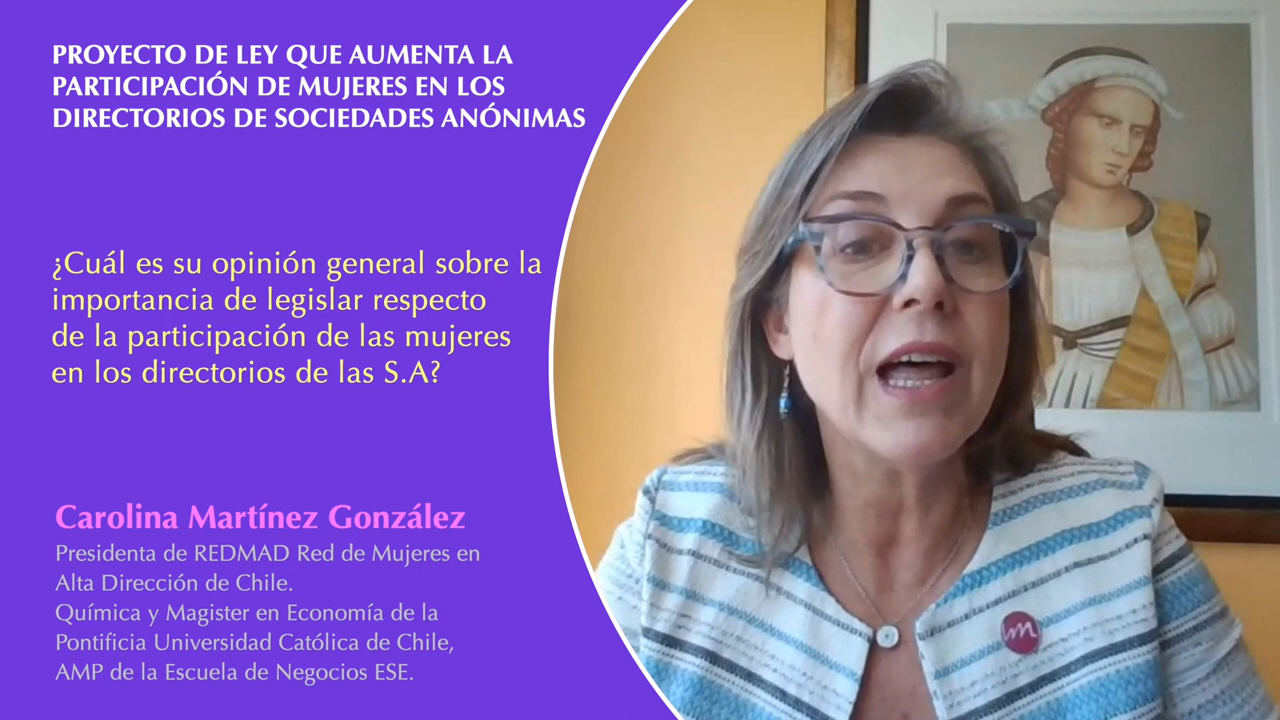 PROYECTO DE LEY QUE AUMENTA LA
PARTICIPACIÓN DE MUJERES EN LOS
DIRECTORIOS DE SOCIEDADES ANÓNIMAS
¿Cuál es su opinión general sobre la
importancia de legislar respecto
de la participación de las mujeres
en los directorios de las S.A?
Carolina Martínez González
Presidenta de REDMAD Red de Mujeres en
Alta Dirección de Chile.
Química y Magister en Economía de la
Pontificia Universidad Católica de Chile,
AMP de la Escuela de Negocios ESE.